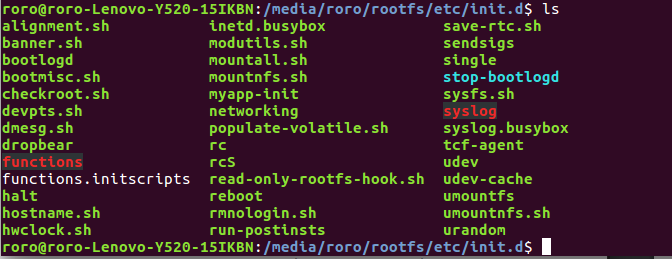 roro@roro-Lenovo-Y520-15IKBN:/media/roro/rootfs/etc/init.d$ ls
alignment.sh inetd.busybox save-rtc.sh
banner.sh modutils.sh sendsigs
bootlogd mountall.sh single
bootmisc.sh mountnfs.sh stop-bootlogd
checkroot.sh myapp-init sysfs.sh
devpts.sh networking syslog
dmesg.sh populate-volatile.sh syslog.busybox
dropbear rc tcf-agent
functions rcS udev
functions.initscripts read-only-rootfs-hook.sh udev-cache
halt reboot umountfs
hostname.sh rmnologin.sh umountnfs.sh
hwclock.sh run-postinsts urandom
roro@roro-Lenovo-Y520-15IKBN:/media/roro/rootfs/etc/init.d$